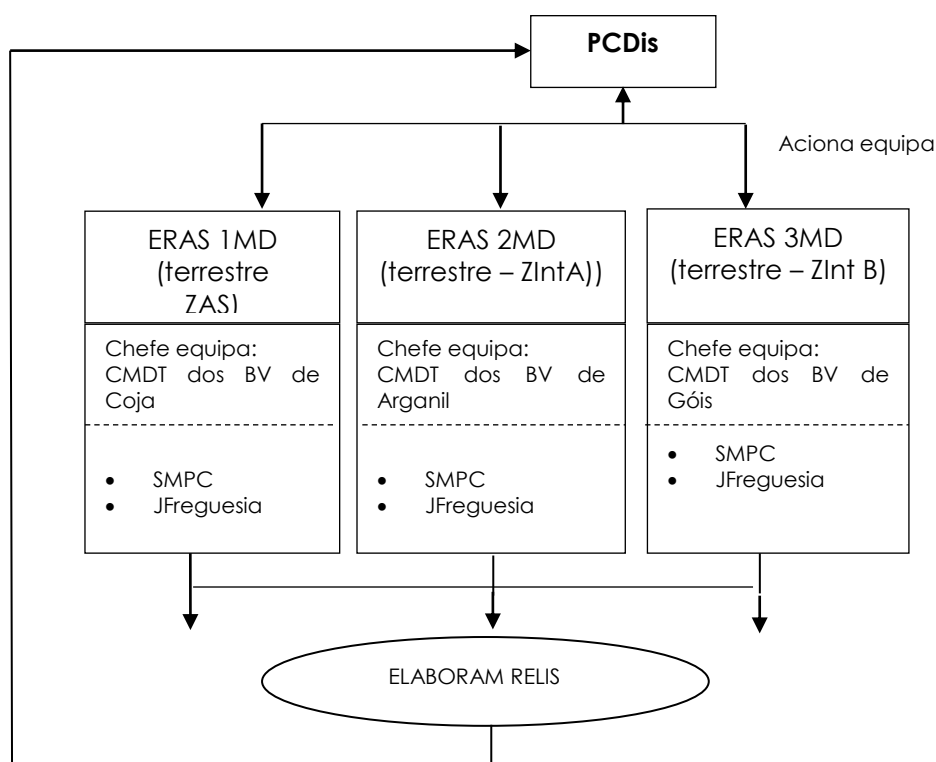 PCDis
Aciona equipa
ERAS 1MD
(terrestre
ZAS)
Chefe equipa:
CMDT dos BV de
Coja
• SMPC
• JFreguesia
ERAS 2MD
(terrestre – ZIntA))
Chefe equipa:
CMDT dos BV de
Arganil
• SMPC
• JFreguesia
ERAS 3MD
(terrestre – ZInt B)
Chefe equipa:
CMDT dos BV de
Góis
• SMPC
• JFreguesia
ELABORAM RELIS